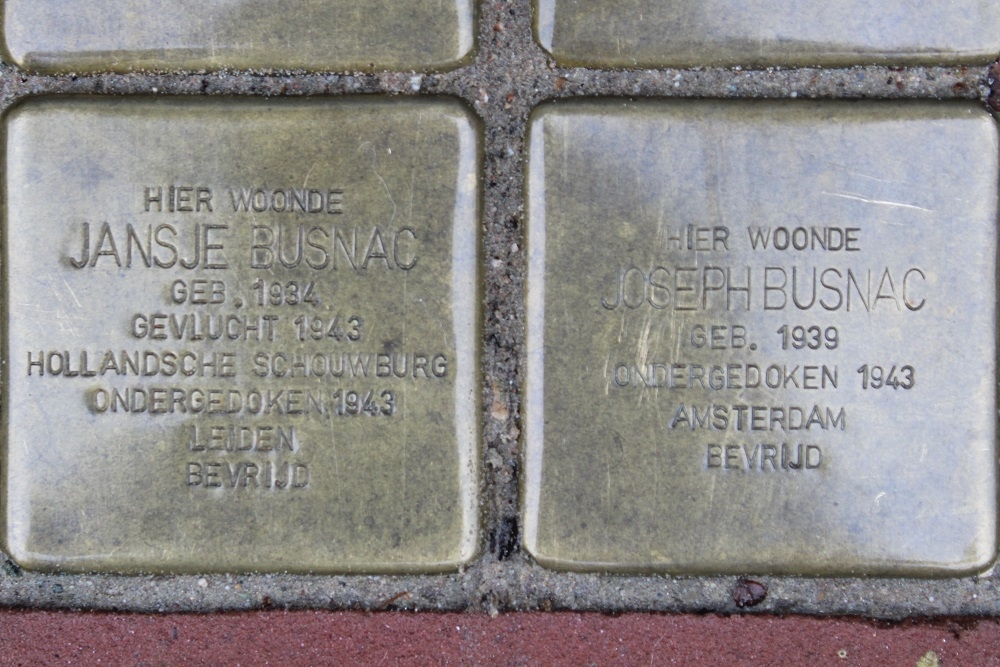 HIER WOONDE
JANSJE BUSNAC
GEB. 1934
GEVLUCHT 1943
HOLLANDSCHE SCHOUWBURG
ONDERGEDOKEN 1943
LEIDEN
BEVRIJD
HIER WOONDE
JOSEPH BUSNAC
GEB. 1939
ONDERGEDOKEN 1943
AMSTERDAM
BEVRIJD